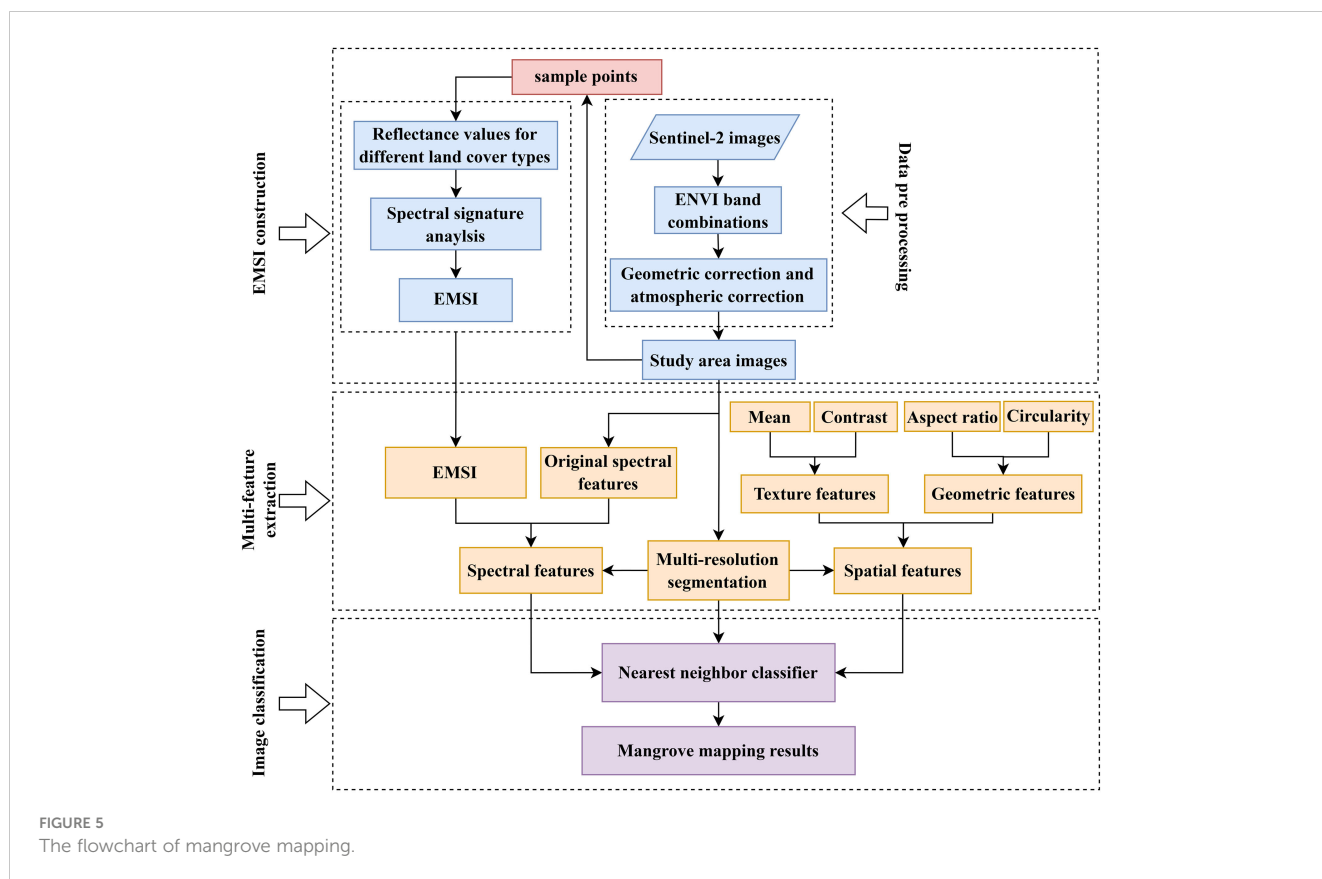 sample points
EMSI construction
Reflectance values for
different land cover types
Spectral signature
anaylsis
EMSI
Sentinel-2 images
ENVI band
combinations
Geometric correction and
atmospheric correction
Study area images
Data pre processing
Multi-feature
extraction
EMSI
Original spectral
features
Mean
Contrast
Aspect ratio
Circularity
Texture features
Geometric features
Spectral features
Multi-resolution
segmentation
Spatial features
Image classification
Nearest neighbor classifier
Mangrove mapping results
FIGURE 5
The flowchart of mangrove mapping.